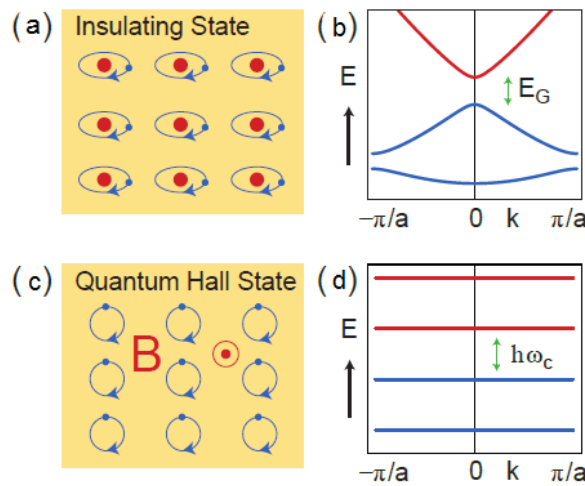 (a) Insulating State
(b)
E
E_G
−π/a 0 k π/a
(c) Quantum Hall State
B
(d)
E
hω_c
−π/a 0 k π/a